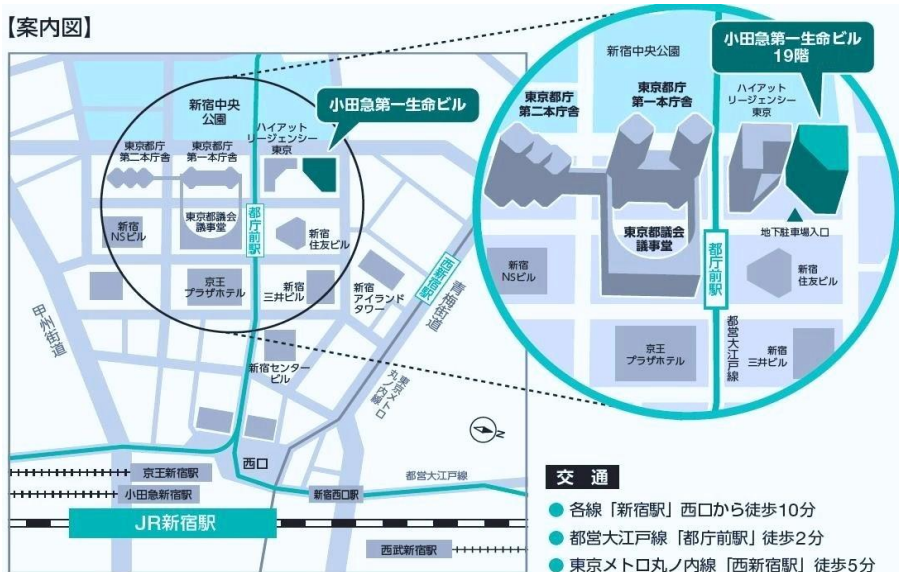 【案内図】
新宿中央
公園
小田急第一生命ビル
ハイアット
リージェンシー
東京
東京都庁
第二本庁舎
東京都庁
第一本庁舎
東京都議会
議事堂
都庁前駅
新宿
NSビル
新宿
住友ビル
京王
プラザホテル
新宿
三井ビル
新宿
アイランド
タワー
西新宿駅
青梅街道
甲州街道
新宿センター
ビル
東京メトロ
丸ノ内線
N
西口
京王新宿駅
小田急新宿駅
新宿西口駅
都営大江戸線
JR新宿駅
西武新宿駅
新宿中央公園
小田急第一生命ビル
19階
東京都庁
第二本庁舎
東京都庁
第一本庁舎
ハイアット
リージェンシー
東京
東京都議会
議事堂
地下駐車場入口
都庁前駅
新宿
NSビル
新宿
住友ビル
京王
プラザホテル
都営大江戸線
新宿
三井ビル
交 通
● 各線「新宿駅」西口から徒歩10分
● 都営大江戸線「都庁前駅」徒歩2分
● 東京メトロ丸ノ内線「西新宿駅」徒歩5分